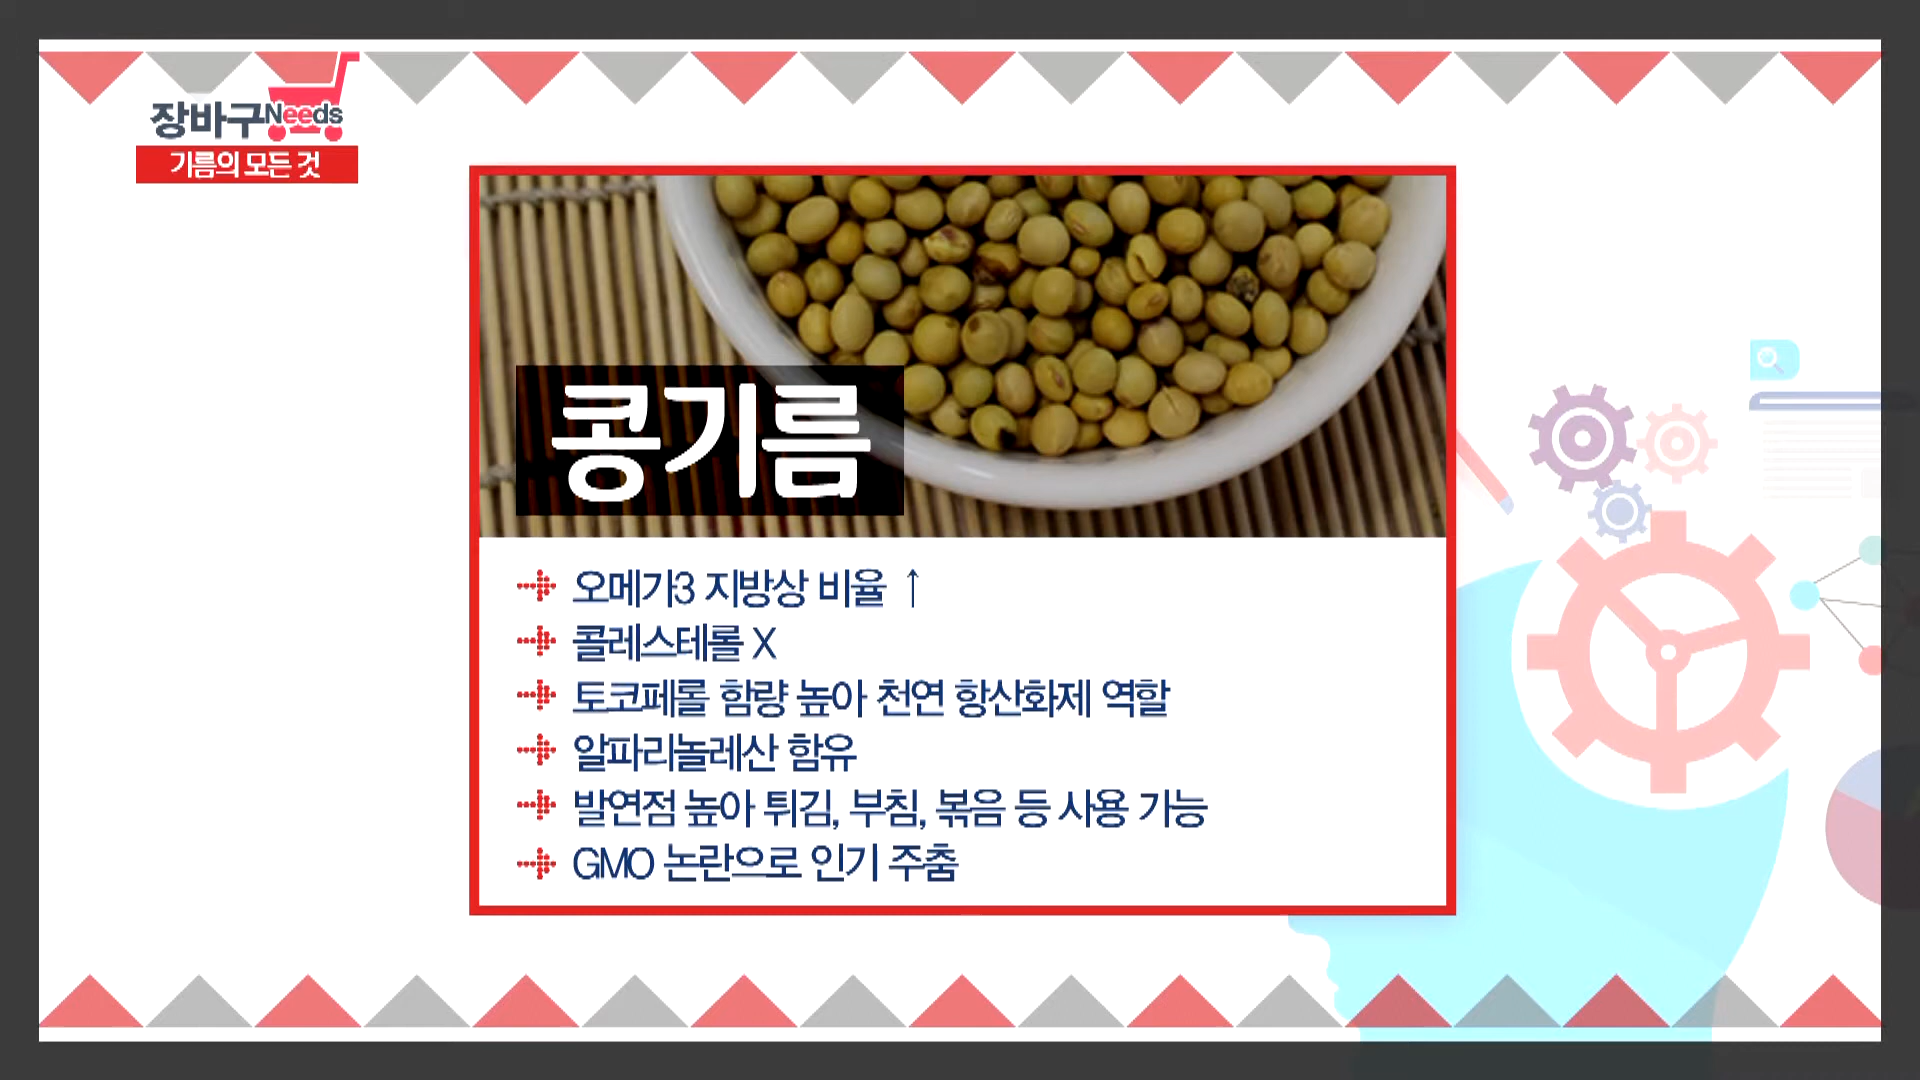 장바구Needs
기름의 모든 것
콩기름
오메가3 지방상 비율 ↑
콜레스테롤 X
토코페롤 함량 높아 천연 항산화제 역할
알파리놀레산 함유
발연점 높아 튀김, 부침, 볶음 등 사용 가능
GMO 논란으로 인기 주춤